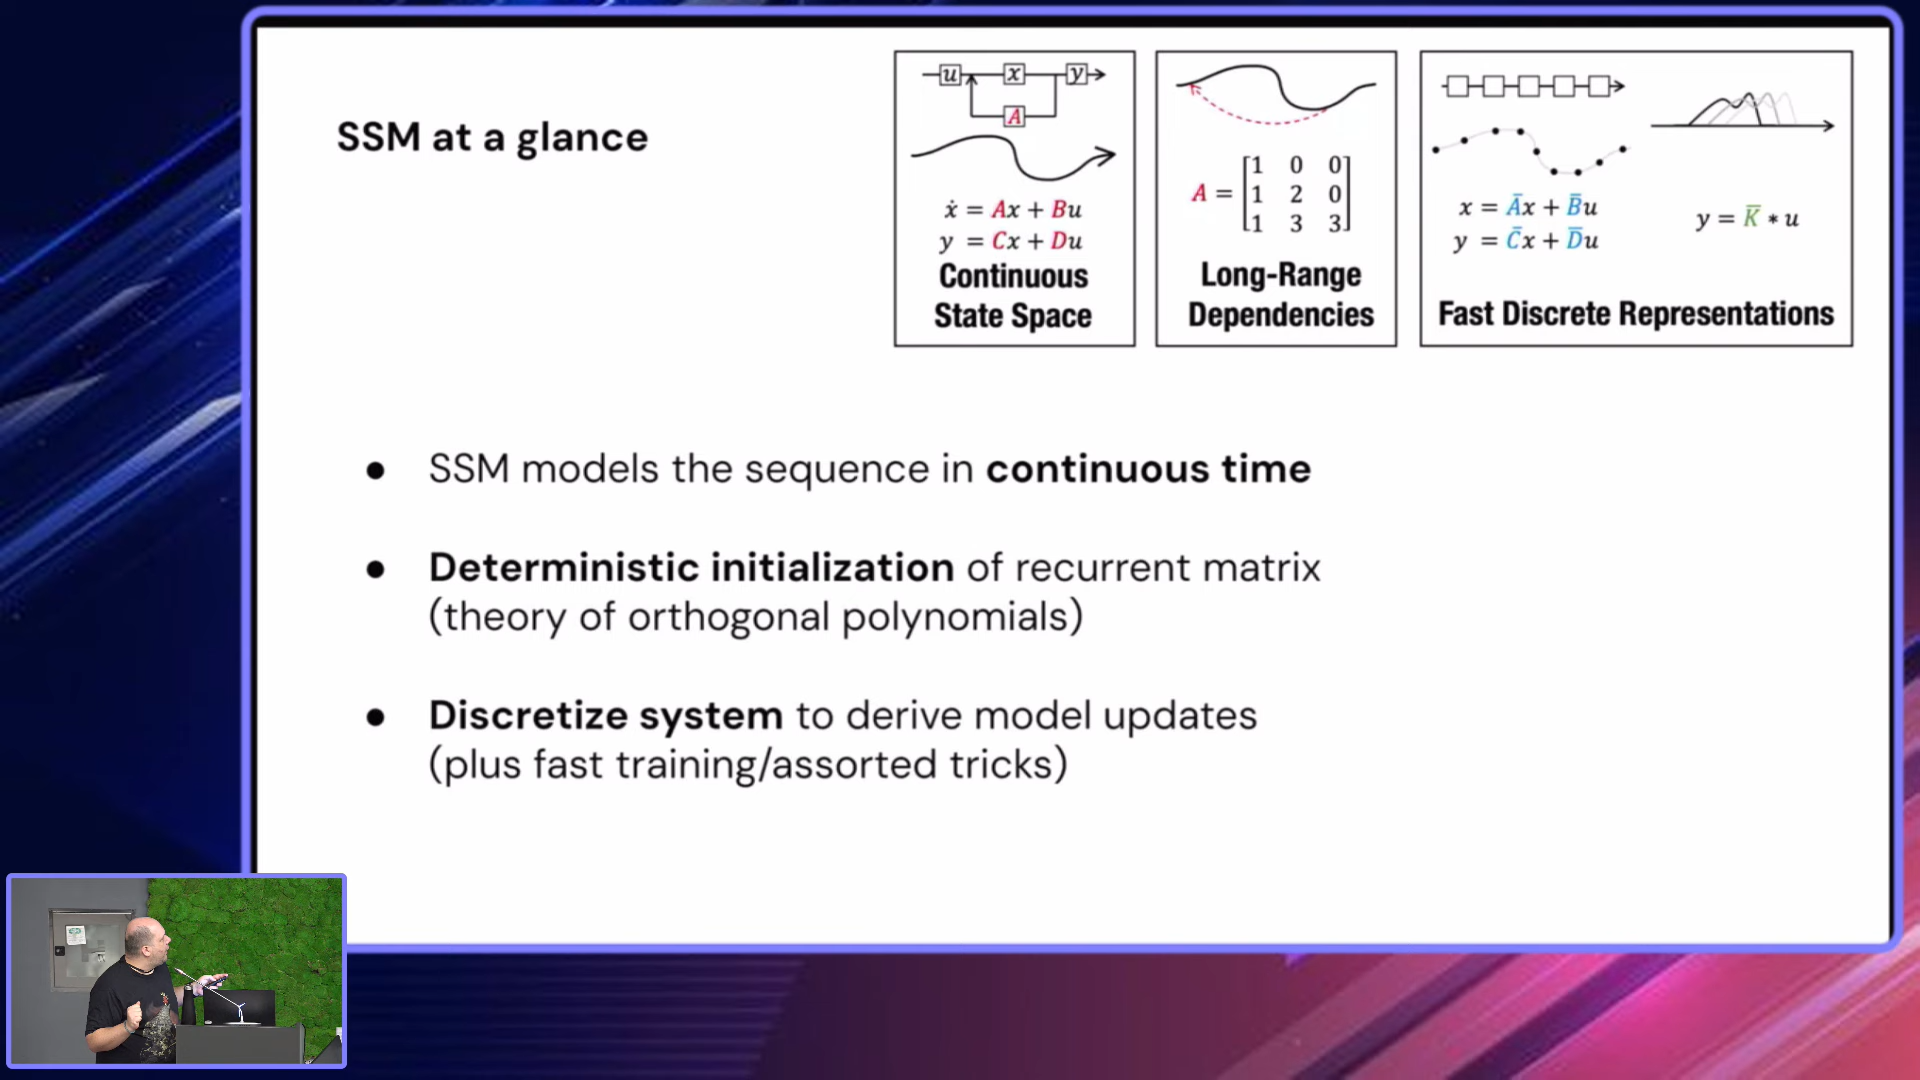 SSM at a glance
u x y
A
ẋ = Ax + Bu
y = Cx + Du
Continuous
State Space
A = [1 0 0
1 2 0
1 3 3]
Long-Range
Dependencies
x = A̅x + B̅u
y = C̅x + D̅u
y = K̅ * u
Fast Discrete Representations
● SSM models the sequence in continuous time
● Deterministic initialization of recurrent matrix
(theory of orthogonal polynomials)
● Discretize system to derive model updates
(plus fast training/assorted tricks)